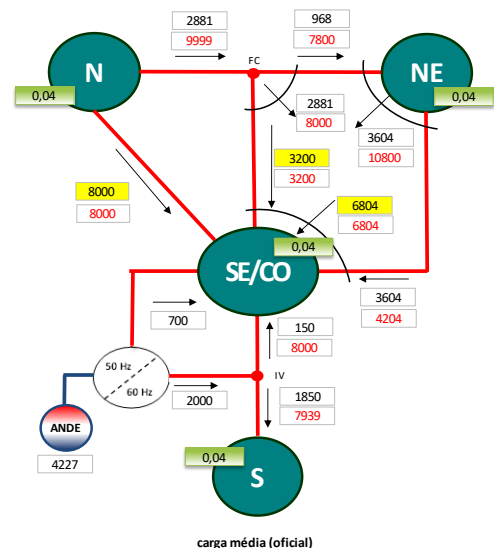 2881
968
9999
7800
FC
N
NE
0,04
0,04
2881
8000
3604
10800
3200
3200
8000
8000
6804
6804
0,04
SE/CO
3604
4204
700
150
8000
50 Hz
60 Hz
IV
2000
1850
7939
ANDE
4227
0,04
S
carga média (oficial)